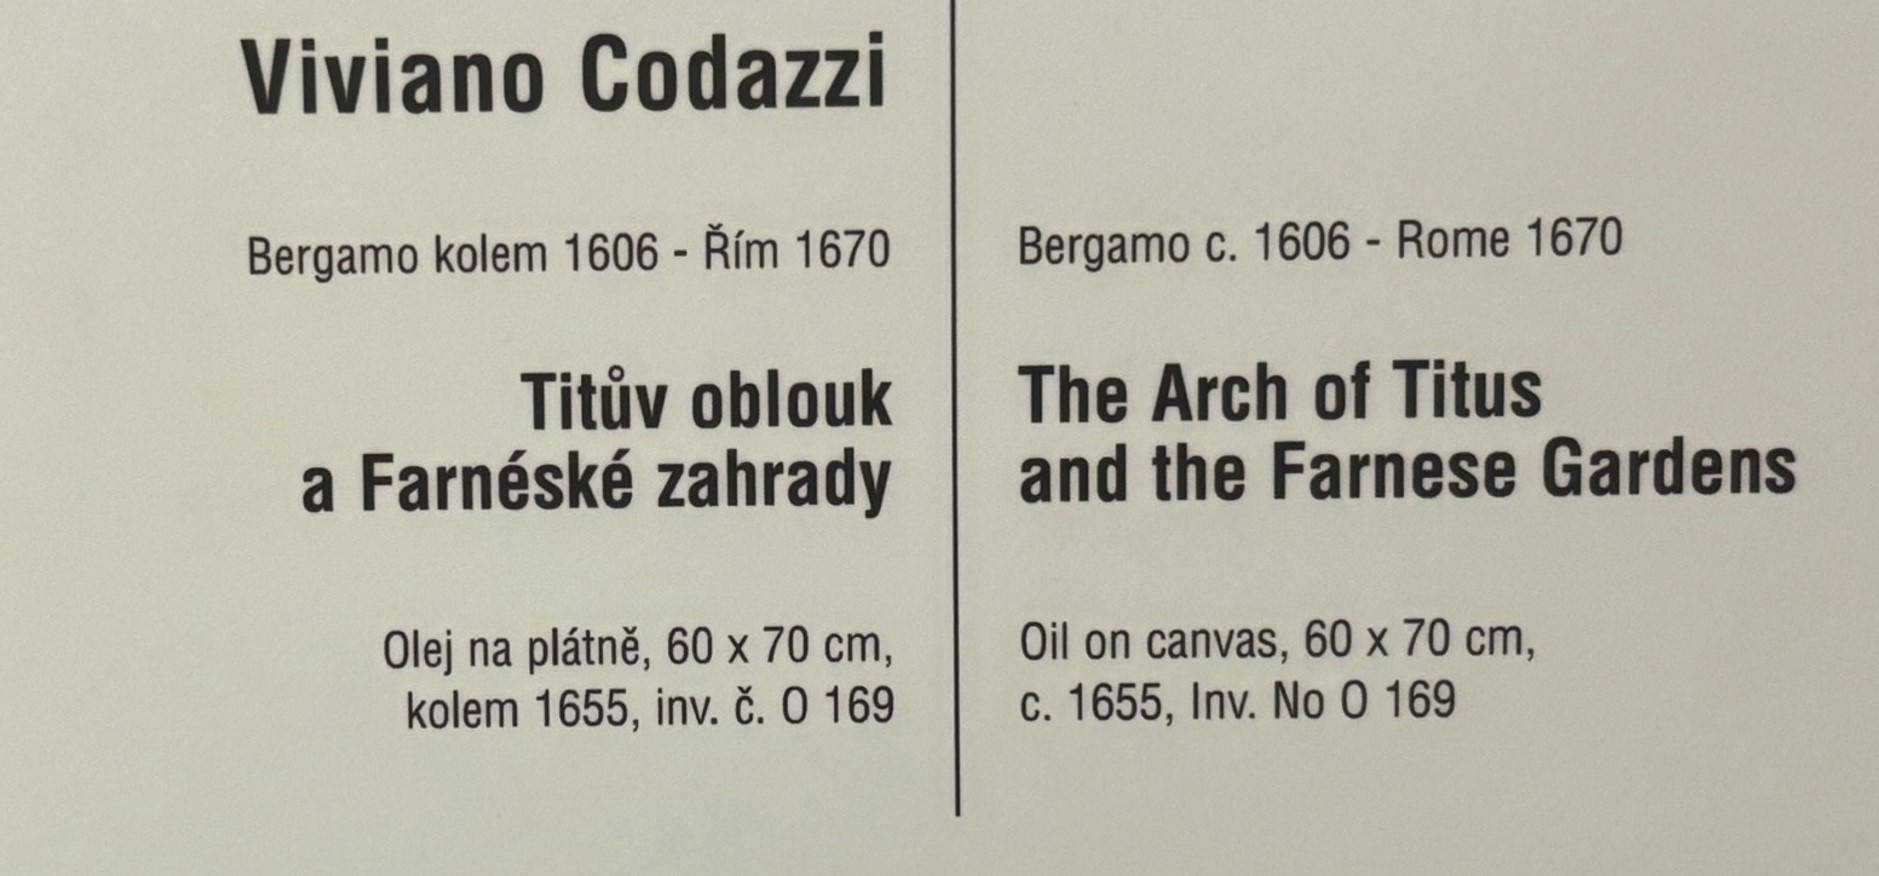 Viviano Codazzi
Bergamo kolem 1606 - Řím 1670
Titův oblouk
a Farnéské zahrady
Olej na plátně, 60 x 70 cm,
kolem 1655, inv. č. O 169
Bergamo c. 1606 - Rome 1670
The Arch of Titus
and the Farnese Gardens
Oil on canvas, 60 x 70 cm,
c. 1655, Inv. No O 169